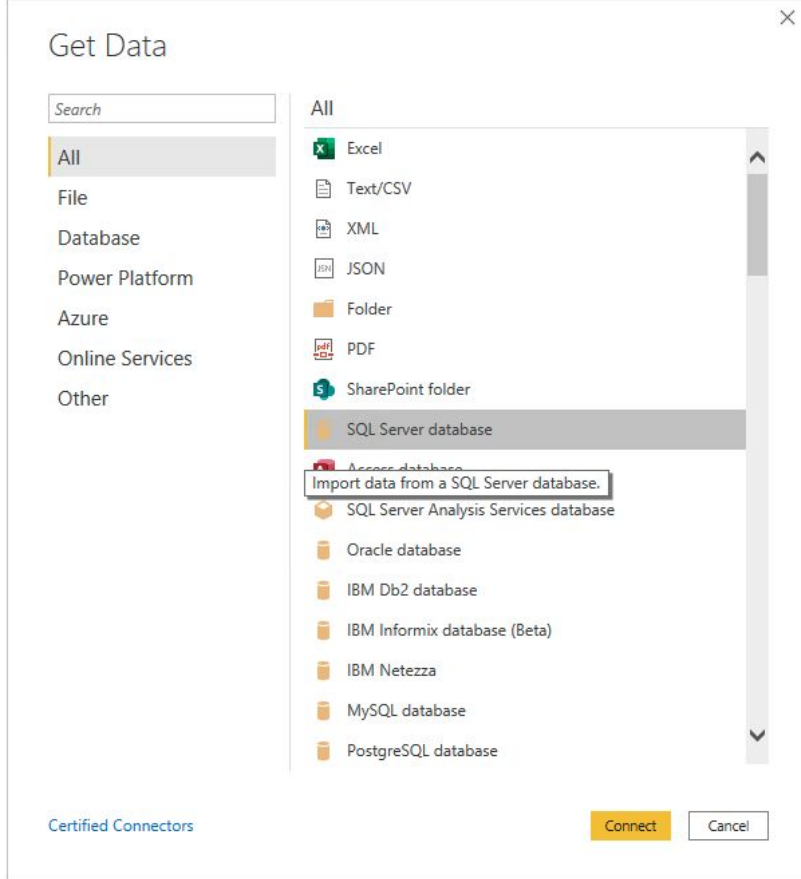 Get Data
Search
All
File
Database
Power Platform
Azure
Online Services
Other
All
Excel
Text/CSV
XML
JSON
Folder
PDF
SharePoint folder
SQL Server database
Access database
Import data from a SQL Server database.
SQL Server Analysis Services database
Oracle database
IBM Db2 database
IBM Informix database (Beta)
IBM Netezza
MySQL database
PostgreSQL database
Certified Connectors
Connect
Cancel